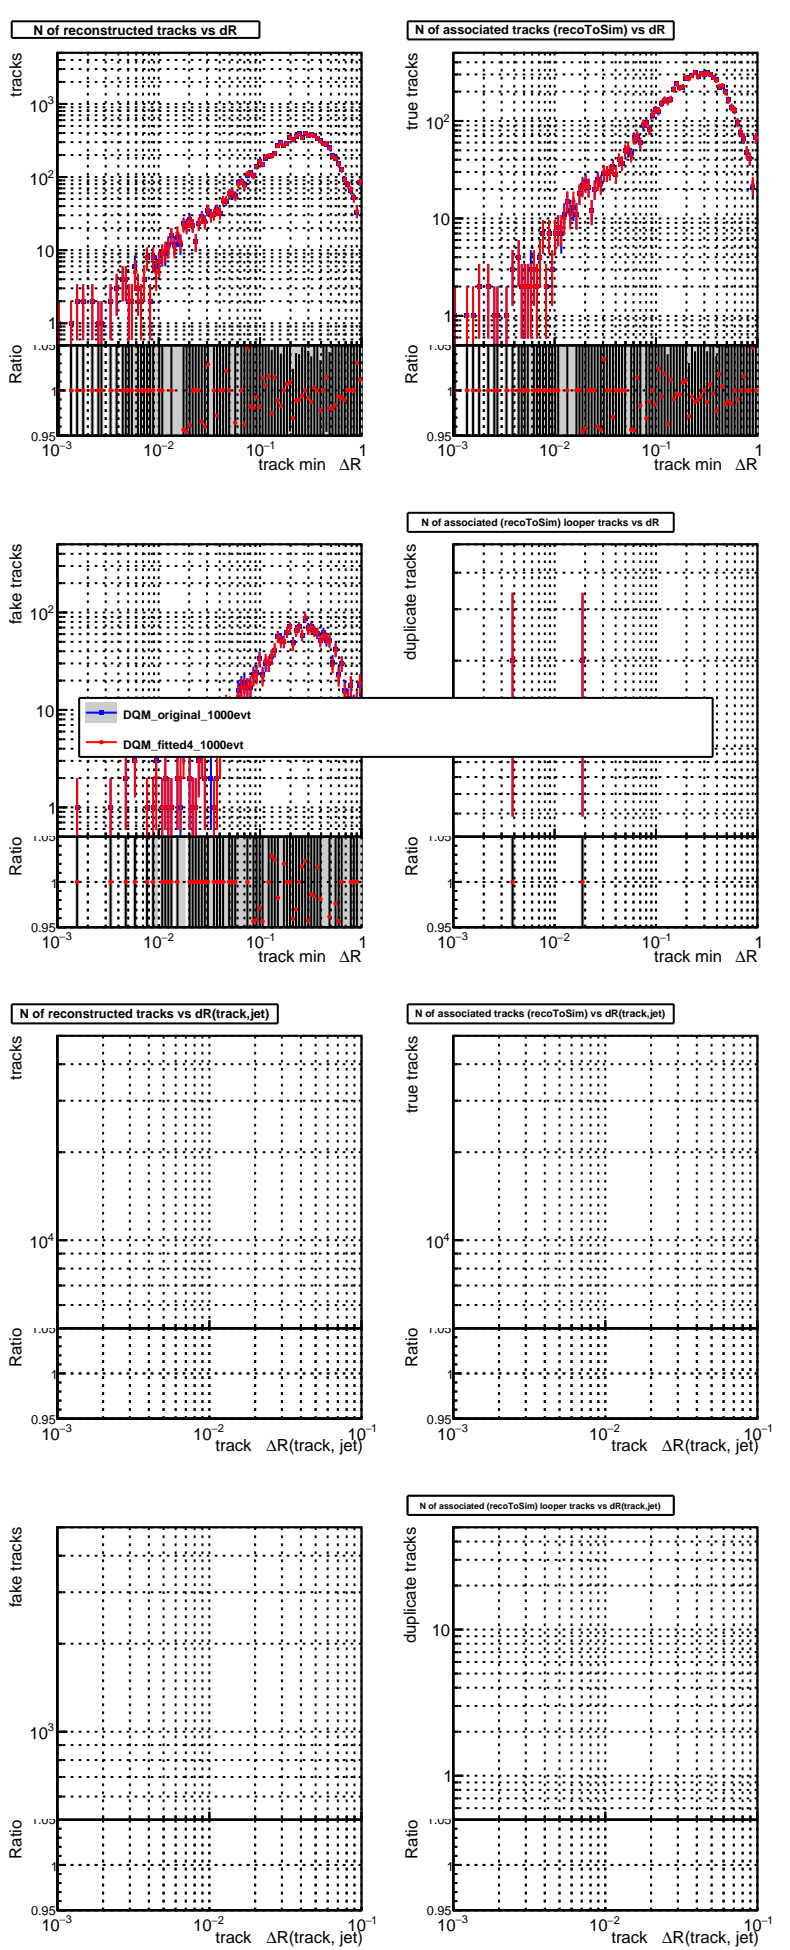 N of reconstructed tracks vs dR
N of associated tracks (recoToSim) vs dR
tracks
10³
10²
10
1
true tracks
10²
10
1
Ratio
1.05
1
0.95
10⁻³
10⁻²
10⁻¹
1
track min ΔR
Ratio
1.05
1
0.95
10⁻³
10⁻²
10⁻¹
1
track min ΔR
N of associated (recoToSim) looper tracks vs dR
fake tracks
10²
10
1
duplicate tracks
DQM_original_1000evt
DQM_fitted4_1000evt
Ratio
1.05
1
0.95
10⁻³
10⁻²
10⁻¹
1
track min ΔR
Ratio
1.05
1
0.95
10⁻³
10⁻²
10⁻¹
1
track min ΔR
N of reconstructed tracks vs dR(track,jet)
N of associated tracks (recoToSim) vs dR(track,jet)
tracks
10⁴
true tracks
10⁴
Ratio
1.05
1
0.95
10⁻³
10⁻²
10⁻¹
track ΔR(track, jet)
Ratio
1.05
1
0.95
10⁻³
10⁻²
10⁻¹
track ΔR(track, jet)
N of associated (recoToSim) looper tracks vs dR(track,jet)
fake tracks
10³
duplicate tracks
10
1
Ratio
1.05
1
0.95
10⁻³
10⁻²
10⁻¹
track ΔR(track, jet)
Ratio
1.05
1
0.95
10⁻³
10⁻²
10⁻¹
track ΔR(track, jet)